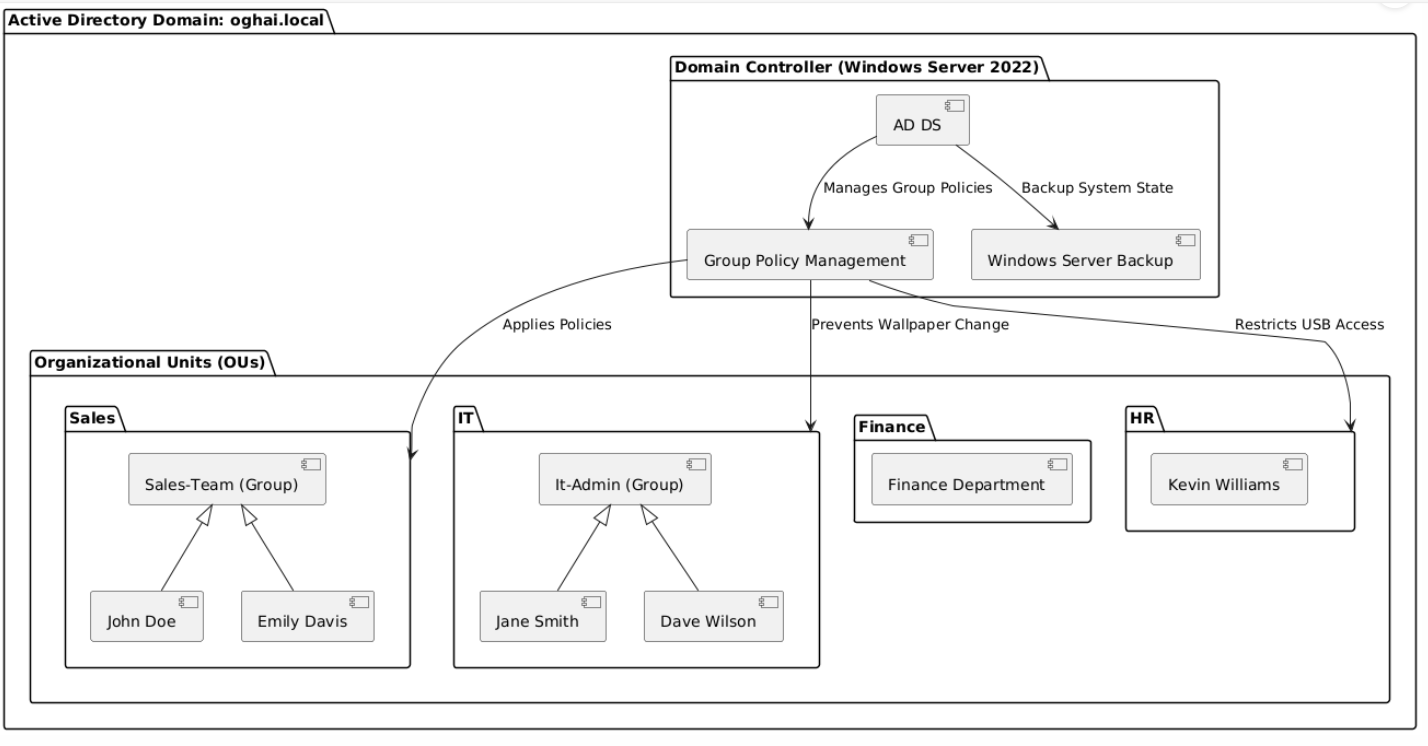 Active Directory Domain: oghai.local
Domain Controller (Windows Server 2022)
AD DS
Manages Group Policies
Backup System State
Group Policy Management
Windows Server Backup
Applies Policies
Prevents Wallpaper Change
Restricts USB Access
Organizational Units (OUs)
Sales
IT
Finance
HR
Sales-Team (Group)
It-Admin (Group)
Finance Department
Kevin Williams
John Doe
Emily Davis
Jane Smith
Dave Wilson